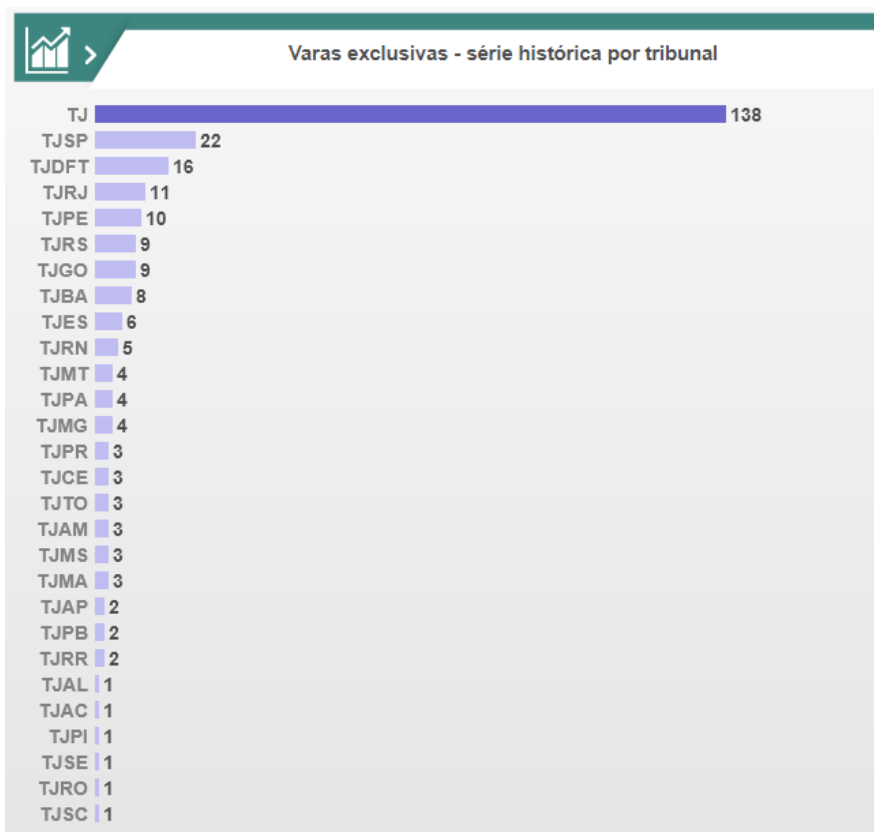 Varas exclusivas - série histórica por tribunal
TJ 138
TJSP 22
TJDFT 16
TJRJ 11
TJPE 10
TJRS 9
TJGO 9
TJBA 8
TJES 6
TJRN 5
TJMT 4
TJPA 4
TJMG 4
TJPR 3
TJCE 3
TJTO 3
TJAM 3
TJMS 3
TJMA 3
TJAP 2
TJPB 2
TJRR 2
TJAL 1
TJAC 1
TJPI 1
TJSE 1
TJRO 1
TJSC 1